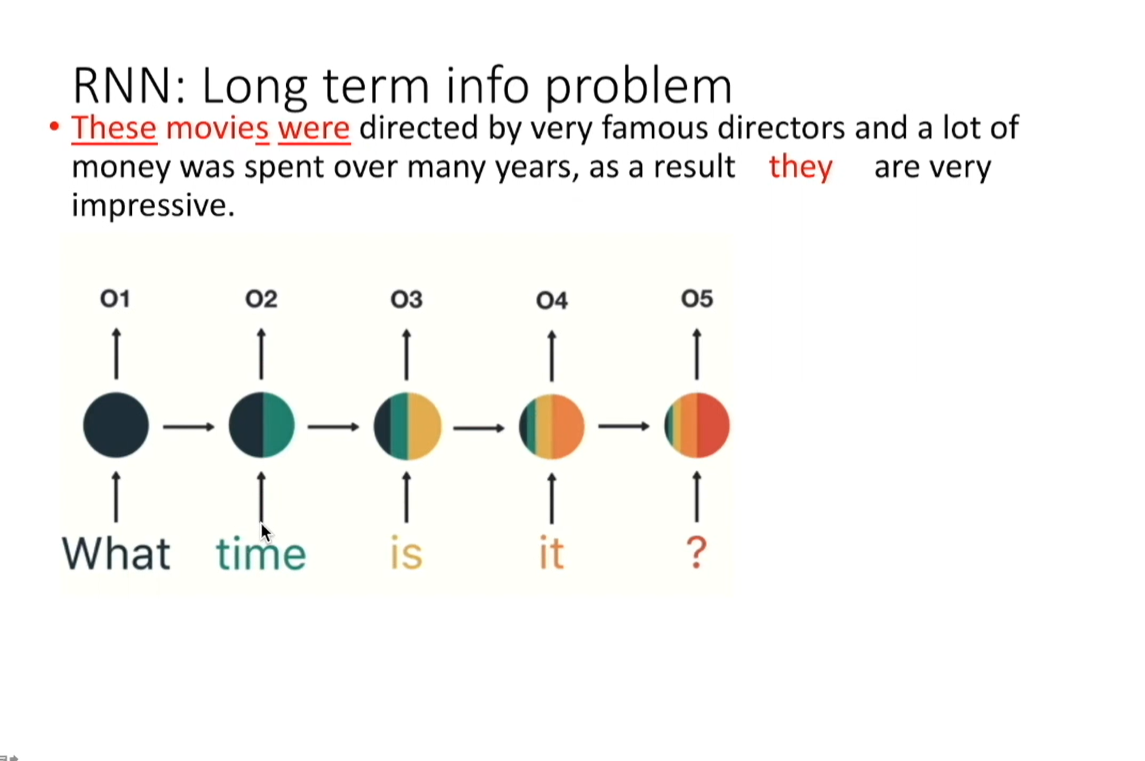 RNN: Long term info problem
• These movies were directed by very famous directors and a lot of
money was spent over many years, as a result they are very
impressive.
O1 O2 O3 O4 O5
What time is it ?